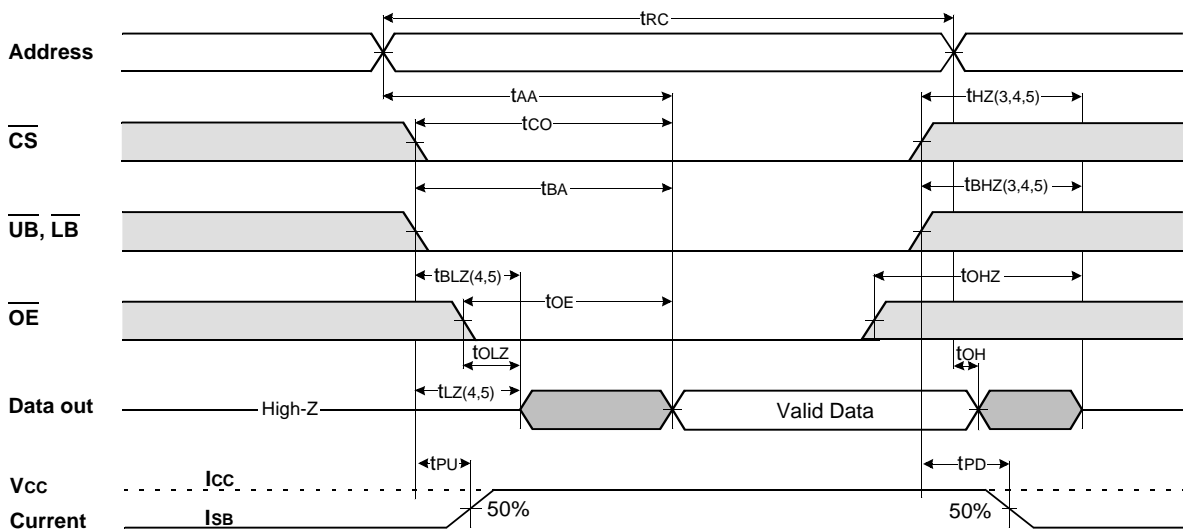 tRC
Address
tAA
tHZ(3,4,5)
CS
tCO
tBA
tBHZ(3,4,5)
UB, LB
tBLZ(4,5)
tOHZ
tOE
OE
tOLZ
tOH
tLZ(4,5)
Data out
High-Z
Valid Data
tPU
tPD
VCC
ICC
50%
50%
Current
ISB